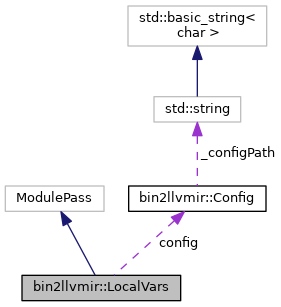 std::basic_string<
char >
std::string
_configPath
ModulePass
bin2llvmir::Config
config
bin2llvmir::LocalVars